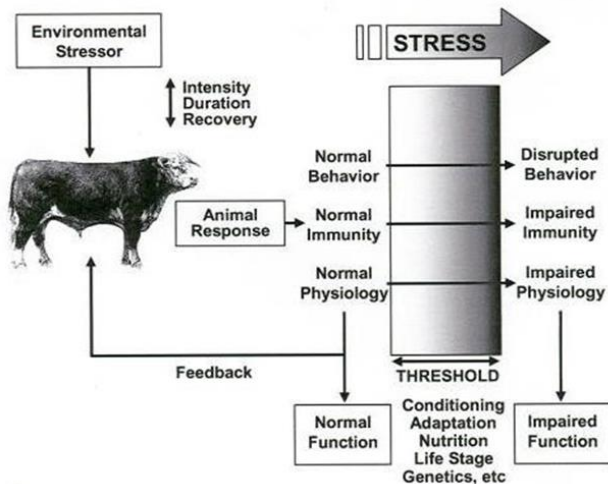 Environmental
Stressor
STRESS
Intensity
Duration
Recovery
Normal
Behavior
Disrupted
Behavior
Animal
Response
Normal
Immunity
Impaired
Immunity
Normal
Physiology
Impaired
Physiology
Feedback
THRESHOLD
Normal
Function
Conditioning
Adaptation
Nutrition
Life Stage
Genetics, etc
Impaired
Function